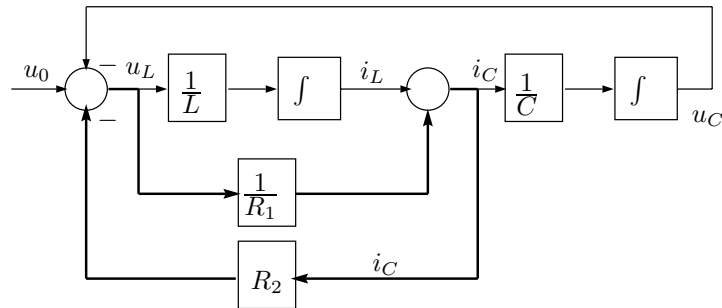 u_0
−
u_L
1/L
∫
i_L
i_C
1/C
∫
u_C
−
1/R_1
R_2
i_C